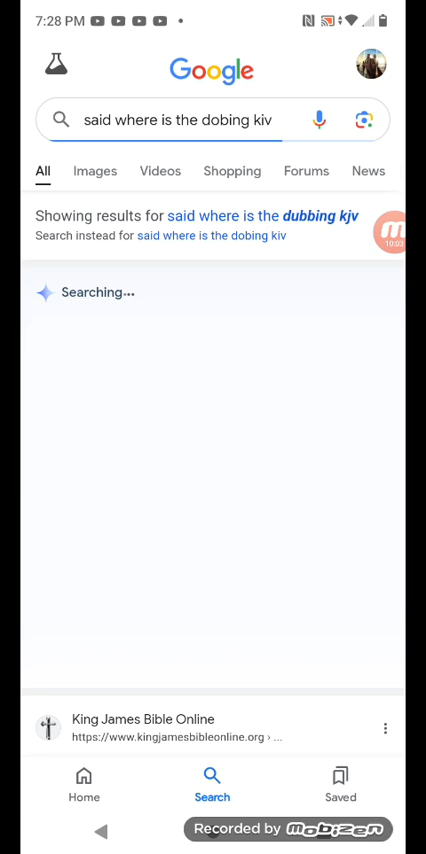 7:28 PM
Google
said where is the dobing kiv
All Images Videos Shopping Forums News
Showing results for said where is the dubbing kjv
Search instead for said where is the dobing kiv
10:03
Searching...
King James Bible Online
https://www.kingjamesbibleonline.org › ...
Home Search Saved
Recorded by mobizen